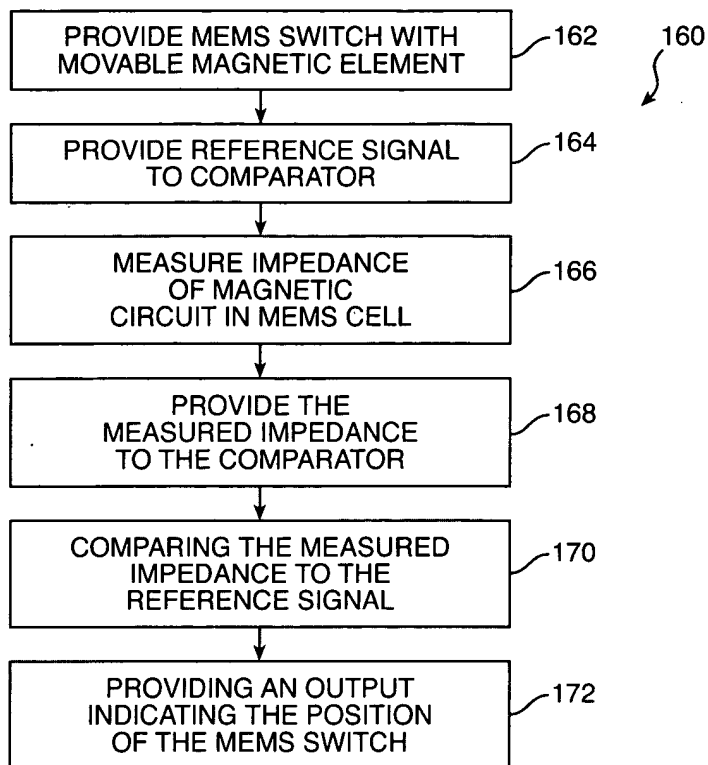 PROVIDE MEMS SWITCH WITH
MOVABLE MAGNETIC ELEMENT
162
160
PROVIDE REFERENCE SIGNAL
TO COMPARATOR
164
MEASURE IMPEDANCE
OF MAGNETIC
CIRCUIT IN MEMS CELL
166
PROVIDE THE
MEASURED IMPEDANCE
TO THE COMPARATOR
168
COMPARING THE MEASURED
IMPEDANCE TO THE
REFERENCE SIGNAL
170
PROVIDING AN OUTPUT
INDICATING THE POSITION
OF THE MEMS SWITCH
172